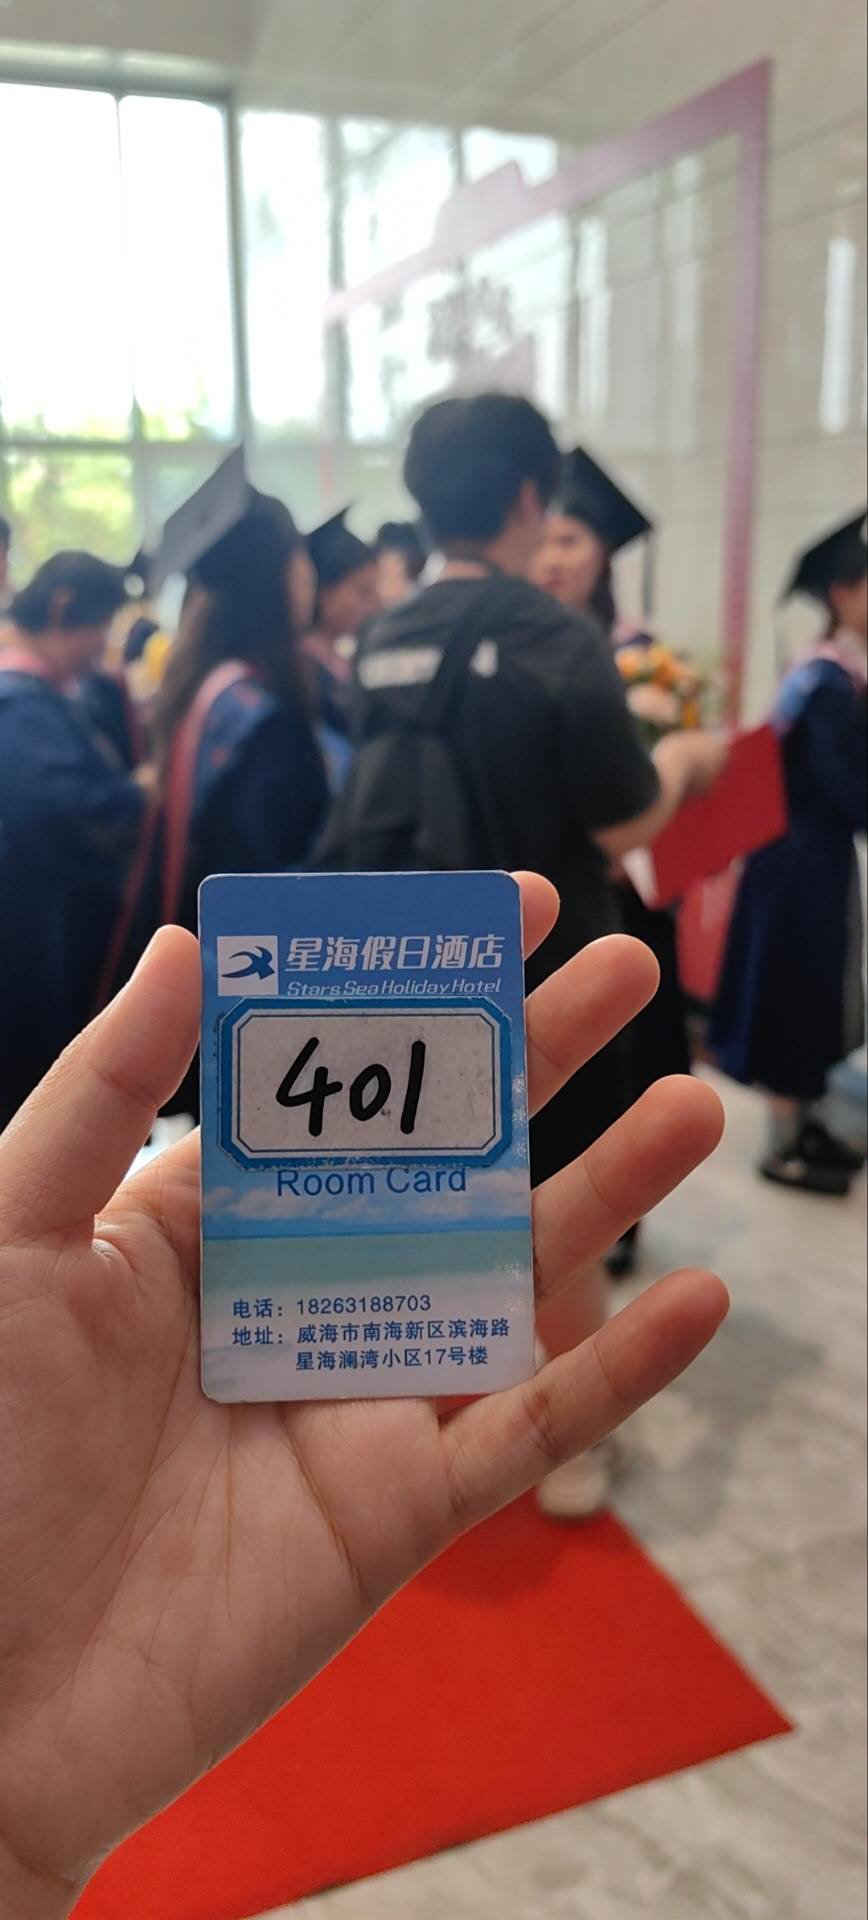 星海假日酒店
Stars Sea Holiday Hotel
401
Room Card
电话：18263188703
地址：威海市南海新区滨海路
星海澜湾小区17号楼